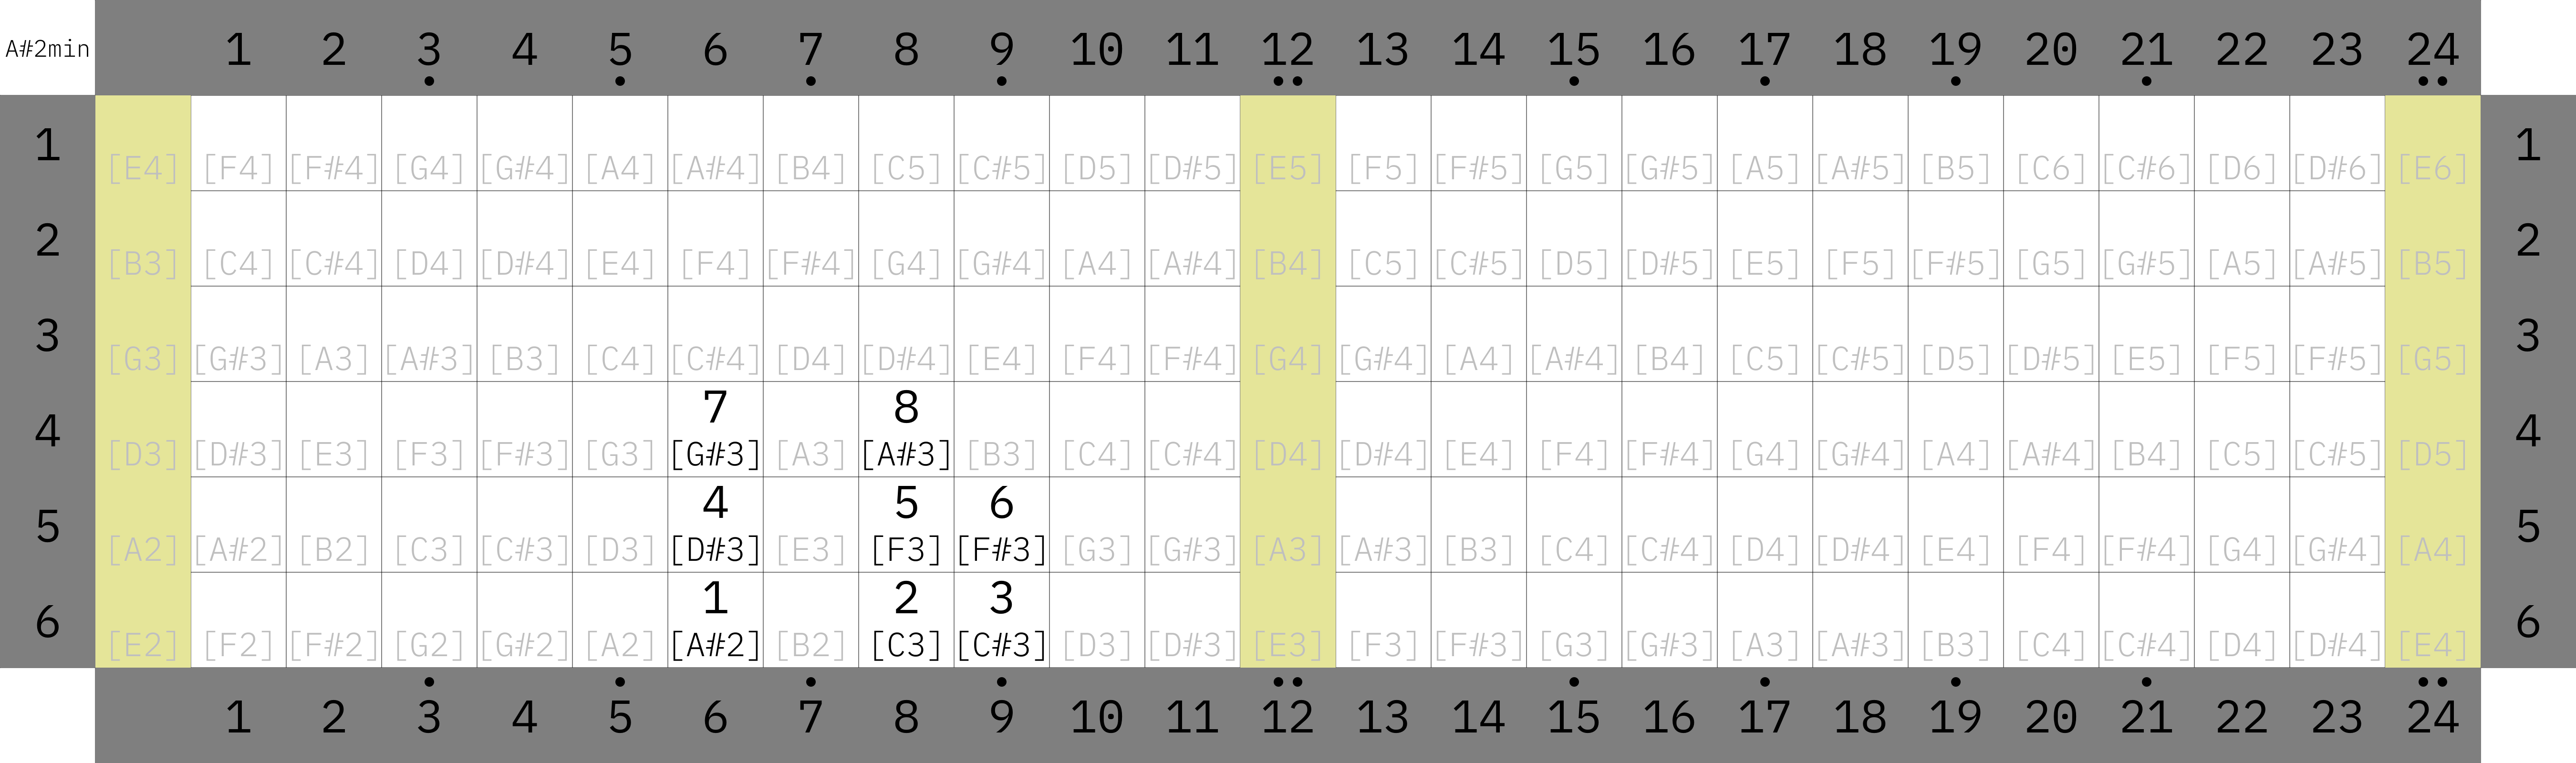 A#2min 1 2 3 4 5 6 7 8 9 10 11 12 13 14 15 16 17 18 19 20 21 22 23 24
1 [E4] [F4] [F#4] [G4] [G#4] [A4] [A#4] [B4] [C5] [C#5] [D5] [D#5] [E5] [F5] [F#5] [G5] [G#5] [A5] [A#5] [B5] [C6] [C#6] [D6] [D#6] [E6] 1
2 [B3] [C4] [C#4] [D4] [D#4] [E4] [F4] [F#4] [G4] [G#4] [A4] [A#4] [B4] [C5] [C#5] [D5] [D#5] [E5] [F5] [F#5] [G5] [G#5] [A5] [A#5] [B5] 2
3 [G3] [G#3] [A3] [A#3] [B3] [C4] [C#4] [D4] [D#4] [E4] [F4] [F#4] [G4] [G#4] [A4] [A#4] [B4] [C5] [C#5] [D5] [D#5] [E5] [F5] [F#5] [G5] 3
7 8
4 [D3] [D#3] [E3] [F3] [F#3] [G3] [G#3] [A3] [A#3] [B3] [C4] [C#4] [D4] [D#4] [E4] [F4] [F#4] [G4] [G#4] [A4] [A#4] [B4] [C5] [C#5] [D5] 4
4 5 6
5 [A2] [A#2] [B2] [C3] [C#3] [D3] [D#3] [E3] [F3] [F#3] [G3] [G#3] [A3] [A#3] [B3] [C4] [C#4] [D4] [D#4] [E4] [F4] [F#4] [G4] [G#4] [A4] 5
1 2 3
6 [E2] [F2] [F#2] [G2] [G#2] [A2] [A#2] [B2] [C3] [C#3] [D3] [D#3] [E3] [F3] [F#3] [G3] [G#3] [A3] [A#3] [B3] [C4] [C#4] [D4] [D#4] [E4] 6
1 2 3 4 5 6 7 8 9 10 11 12 13 14 15 16 17 18 19 20 21 22 23 24